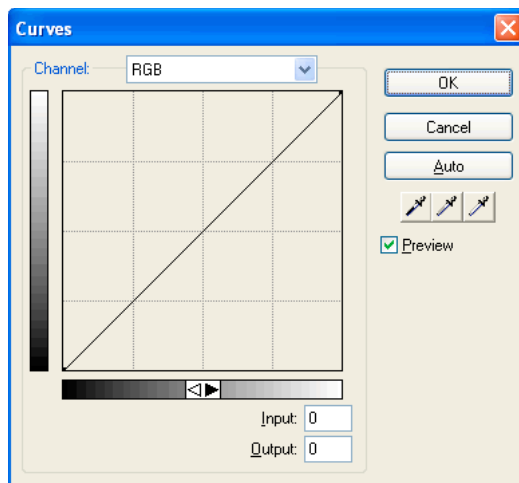 Curves
Channel: RGB
OK
Cancel
Auto
Preview
Input: 0
Output: 0